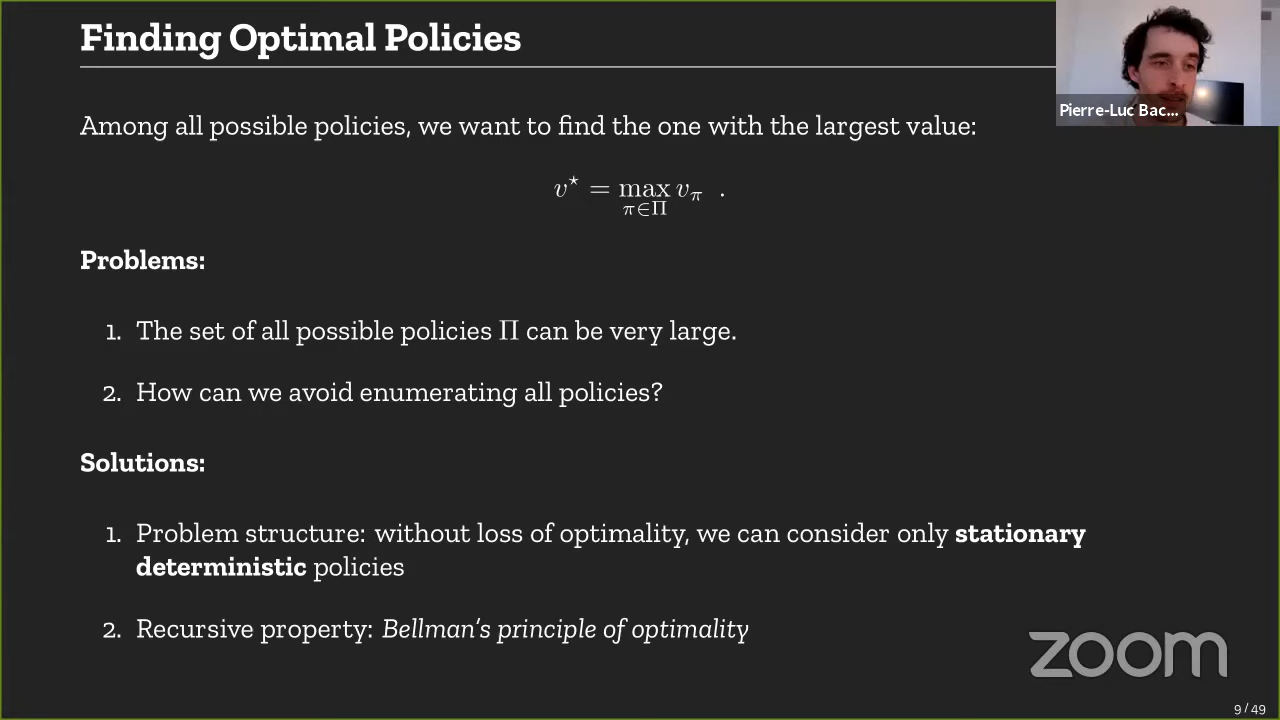 Finding Optimal Policies
Pierre-Luc Bac...
Among all possible policies, we want to find the one with the largest value:
v⋆ = max v_π .
π∈Π
Problems:
1. The set of all possible policies Π can be very large.
2. How can we avoid enumerating all policies?
Solutions:
1. Problem structure: without loss of optimality, we can consider only stationary
deterministic policies
2. Recursive property: Bellman's principle of optimality
zoom
9 / 49